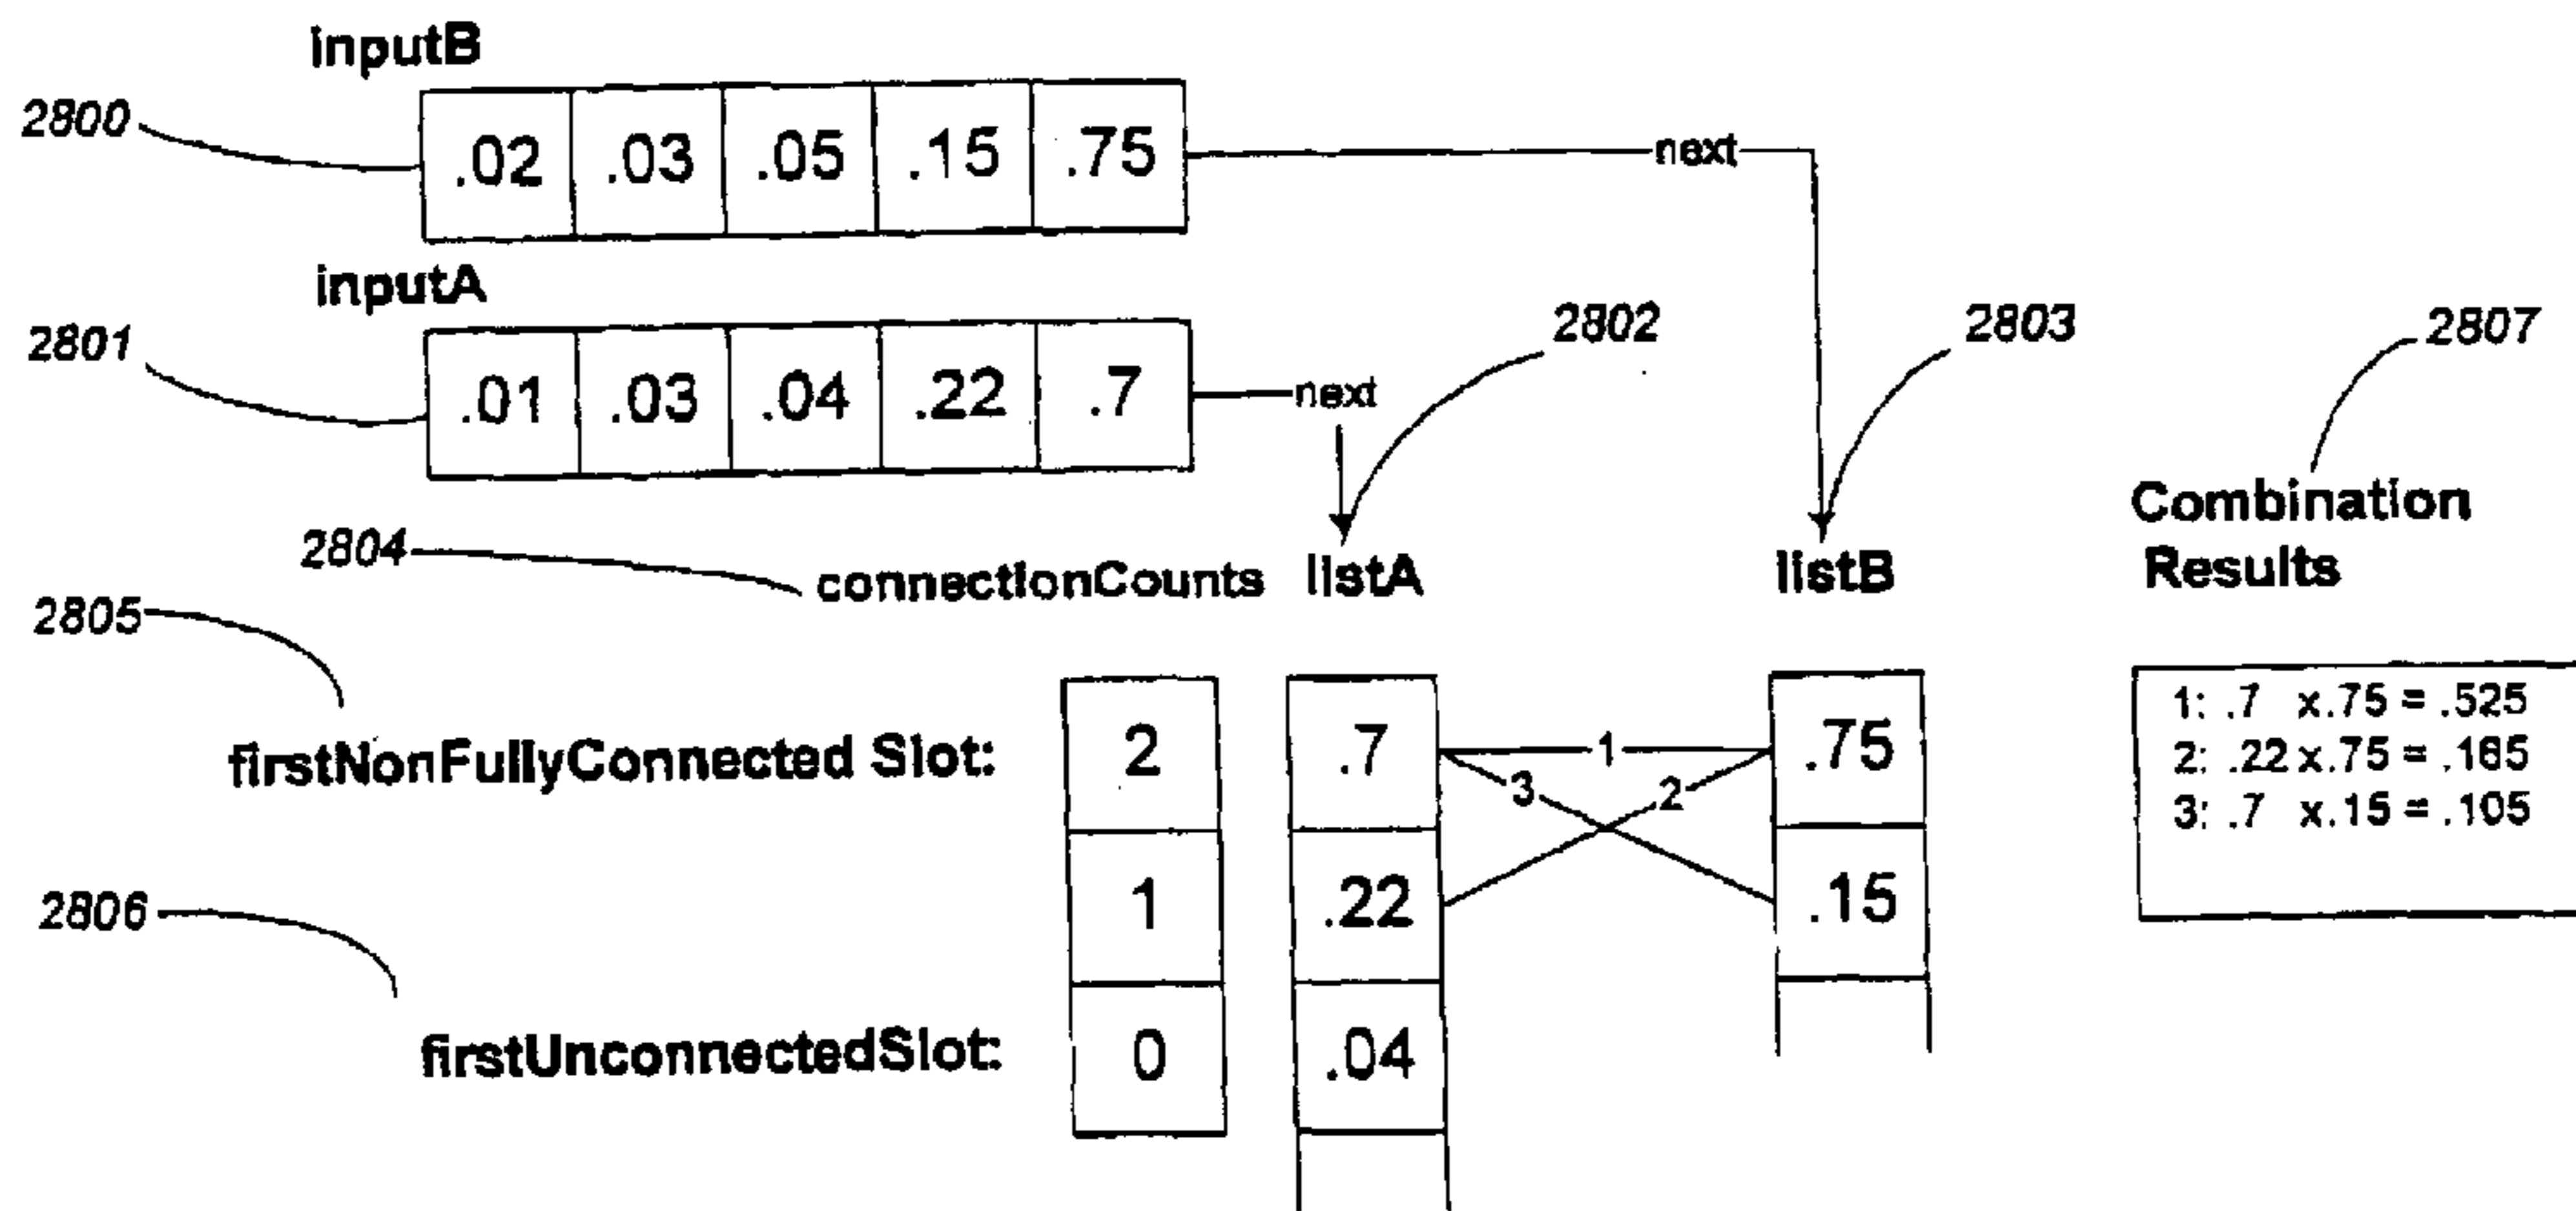 inputB
2800
.02 .03 .05 .15 .75
next
inputA
2801
.01 .03 .04 .22 .7
next
2802
2803
2807
2804
connectionCounts listA listB
Combination
Results
2805
firstNonFullyConnected Slot:
2 .7 1 .75
3 2
1 .22 .15
1: .7 x.75 = .525
2: .22 x.75 = .165
3: .7 x.15 = .105
2806
firstUnconnectedSlot:
0 .04